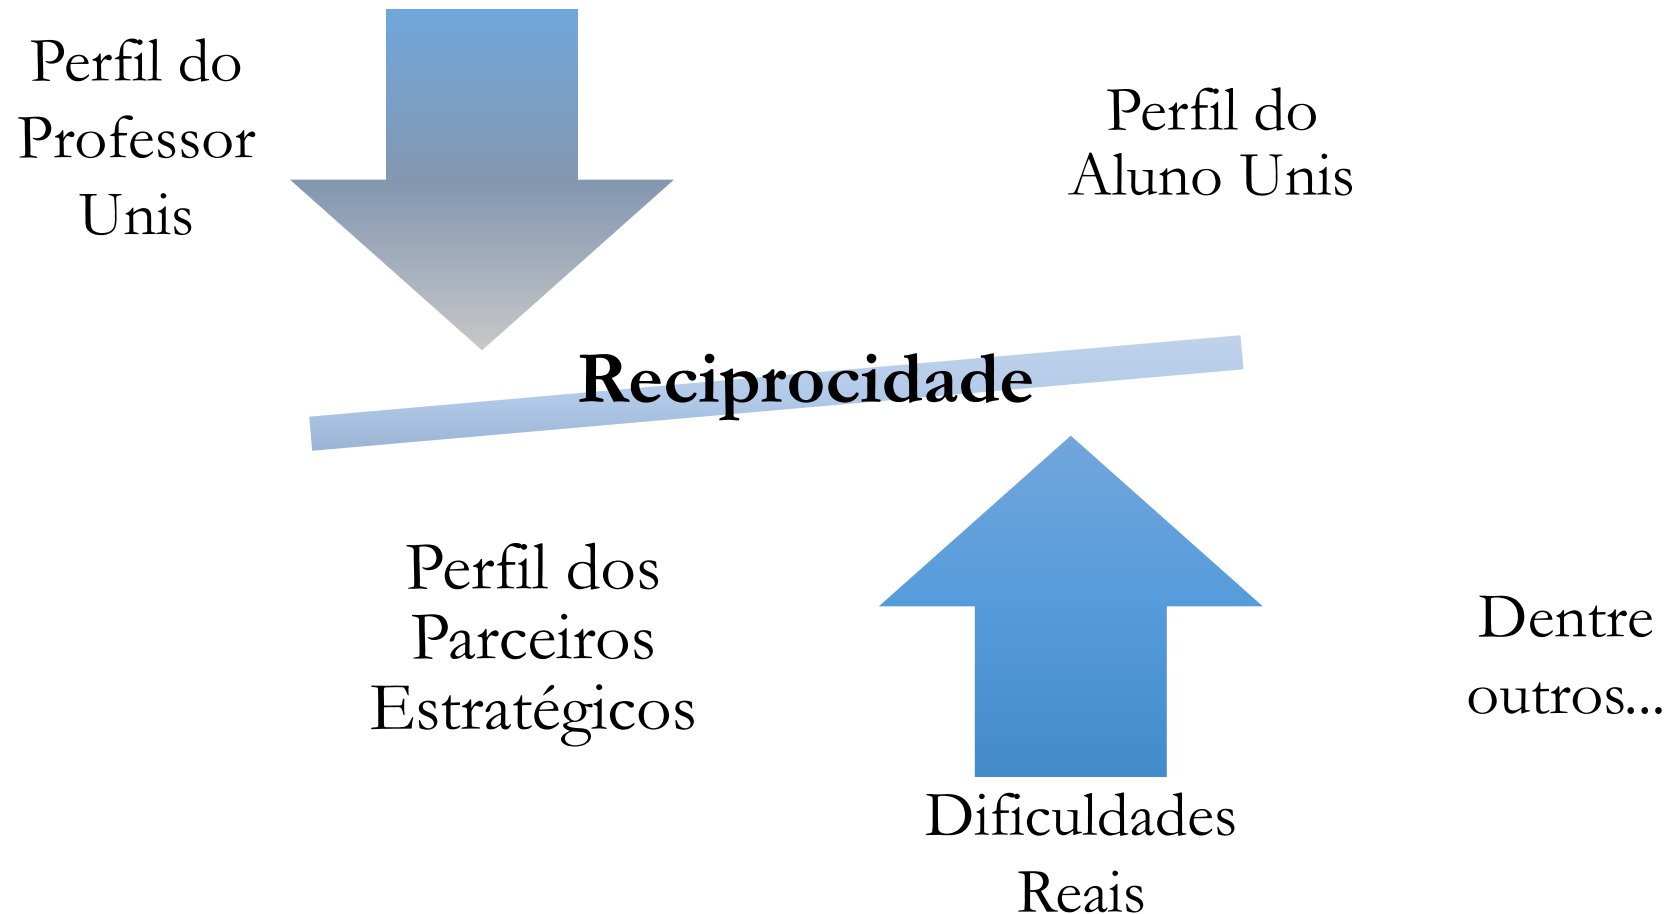 Perfil do
Professor
Unis
Perfil do
Aluno Unis
Reciprocidade
Perfil dos
Parceiros
Estratégicos
Dentre
outros...
Dificuldades
Reais